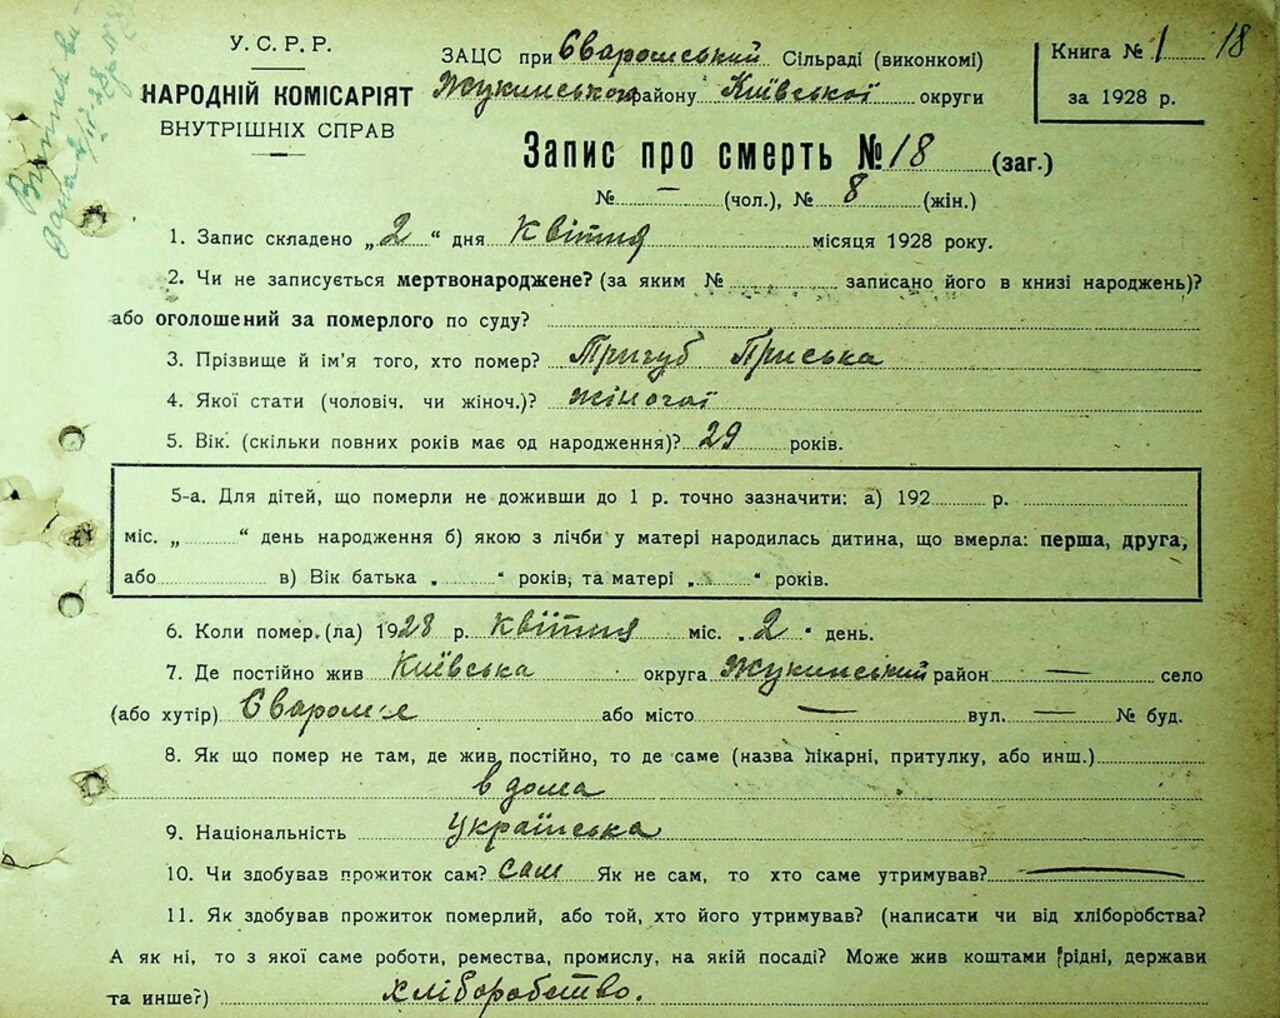 18
У. С. Р. Р.
НАРОДНІЙ КОМІСАРІЯТ
ВНУТРІШНІХ СПРАВ
ЗАЦС при Сваромський Сільраді (виконкомі)
Жукинського району Київської округи
Книга № 1
за 1928 р.
Запис про смерть № 18 (заг.)
№ — (чол.), № 8 (жін.)
1. Запис складено „2“ дня Квітня місяця 1928 року.
2. Чи не записується мертвонароджене? (за яким № записано його в книзі народжень)?
або оголошений за померлого по суду?
3. Прізвище й ім'я того, хто помер? Тригуб Приська
4. Якої стати (чоловіч. чи жіноч.)? жіночої
5. Вік: (скільки повних років має од народження)? 29 років.
5-а. Для дітей, що померли не доживши до 1 р. точно зазначити: а) 192 р.
міс. „ “ день народження б) якою з лічби у матері народилась дитина, що вмерла: перша, друга,
або в) Вік батька „ “ років, та матері „ “ років.
6. Коли помер (ла) 1928 р. Квітня міс. „2“ день.
7. Де постійно жив Київська округа Жукинський район — село
(або хутір) Сваром'є або місто — вул. — № буд.
8. Як що помер не там, де жив постійно, то де саме (назва лікарні, притулку, або инш.)
в дома
9. Національність Українська
10. Чи здобував прожиток сам? сам Як не сам, то хто саме утримував? —
11. Як здобував прожиток померлий, або той, хто його утримував? (написати чи від хліборобства?
А як ні, то з якої саме роботи, ремества, промислу, на якій посаді? Може жив коштами рідні, держави
та инше?) хліборобство.